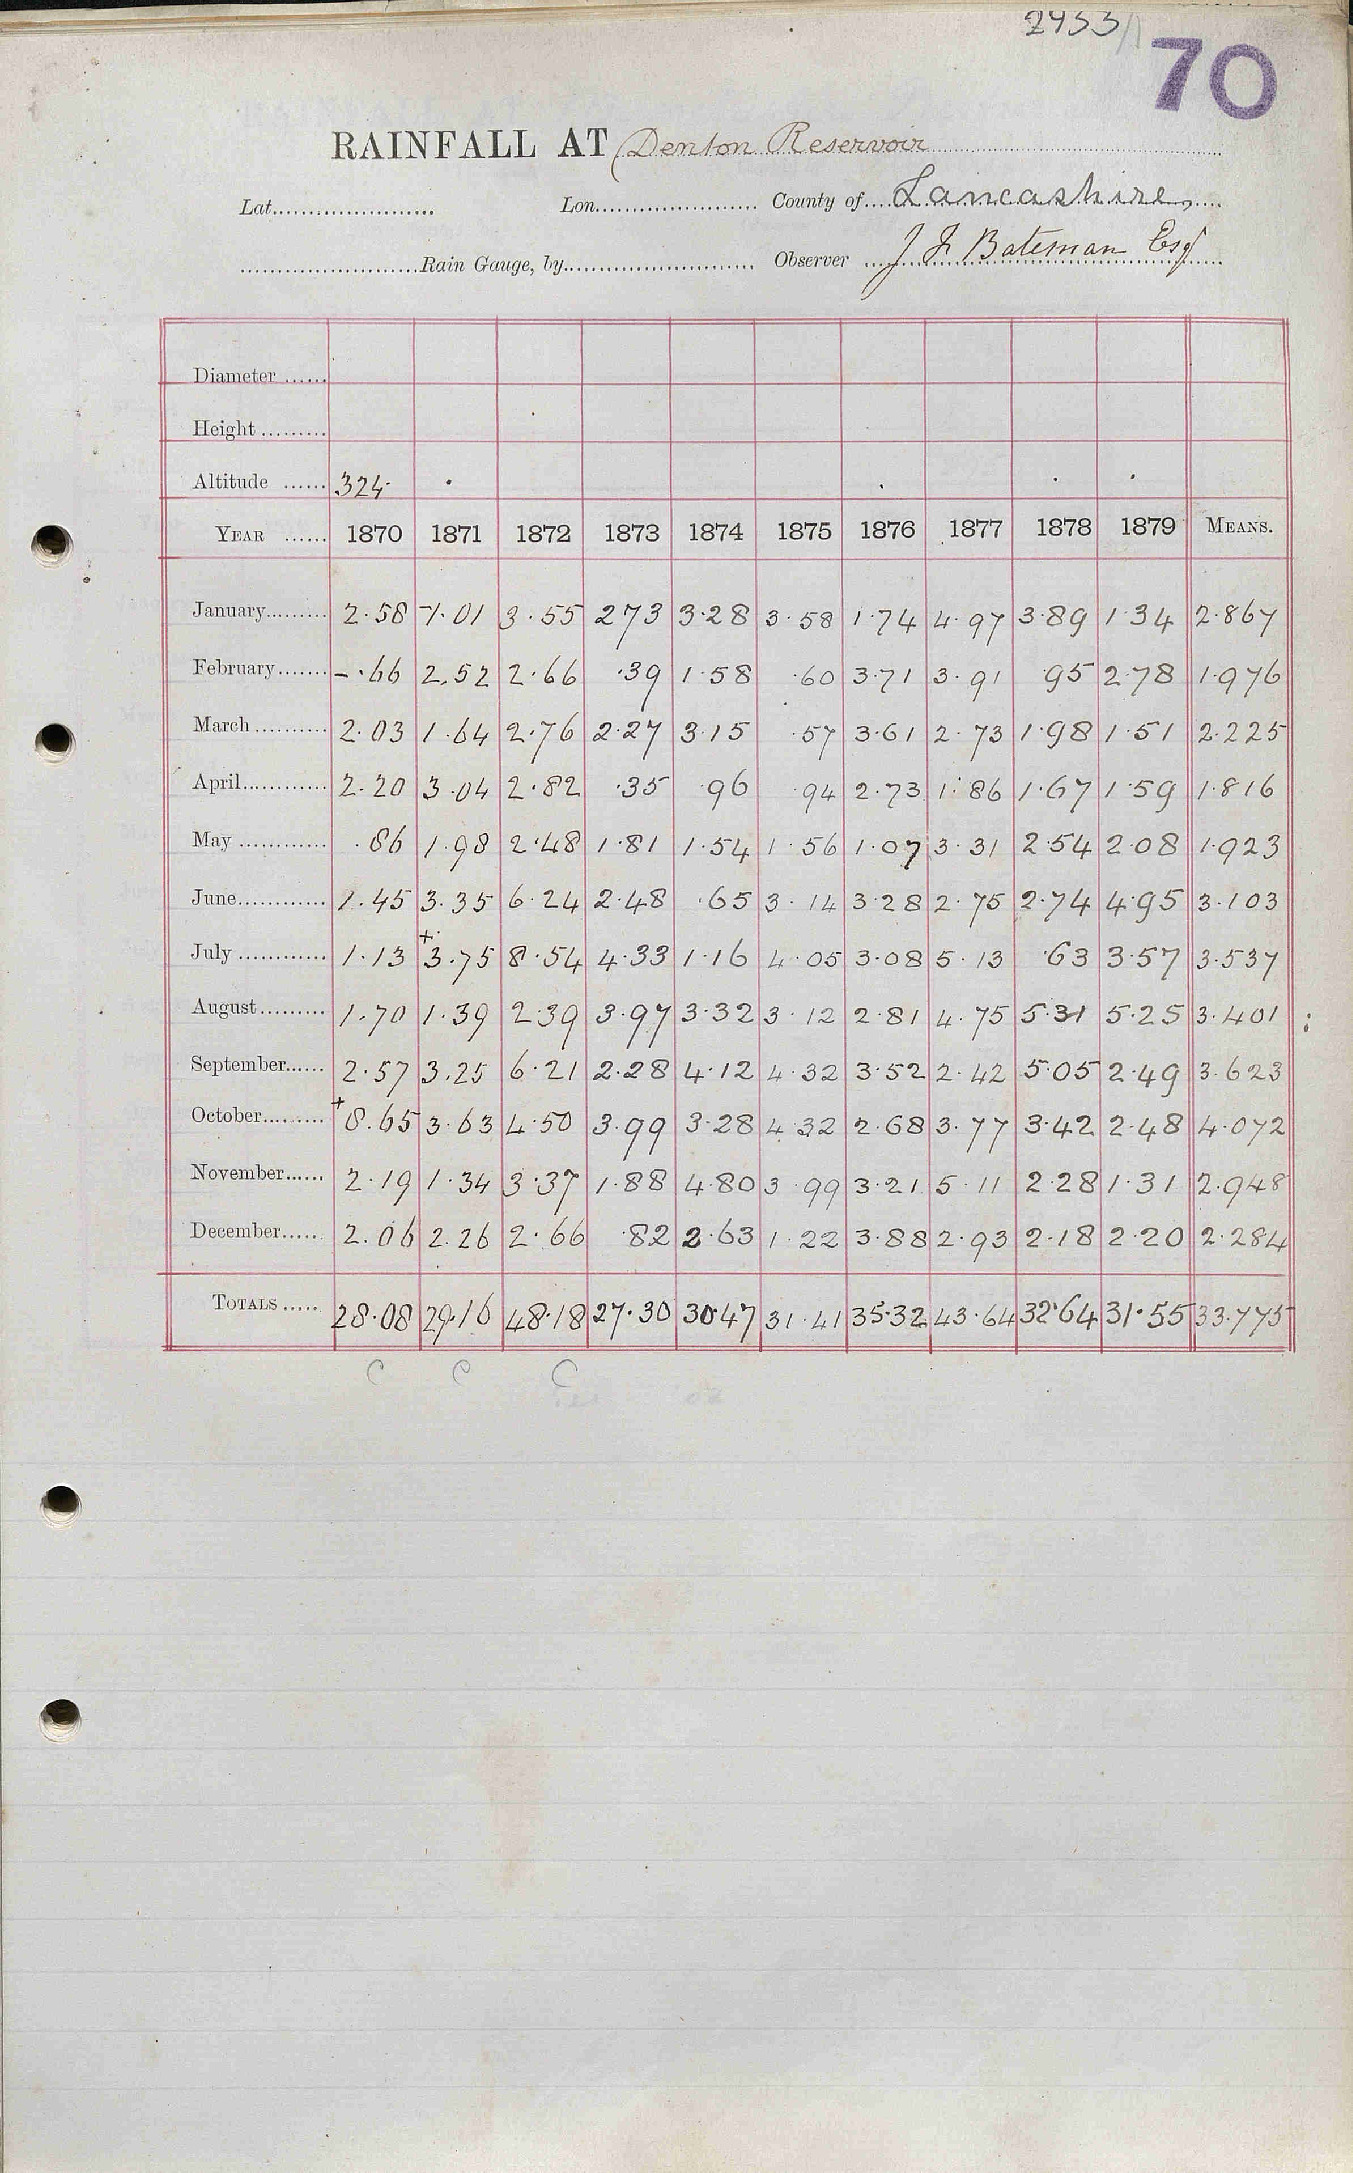 2433/1
70
RAINFALL AT Denton Reservoir
Lat. Lon. County of Lancashire,
Rain Gauge, by Observer J F Bateman Esq
Diameter
Height
Altitude 324
YEAR 1870 1871 1872 1873 1874 1875 1876 1877 1878 1879 MEANS.
January 2.58 1.01 3.55 2.73 3.28 3.58 1.74 4.97 3.89 1.34 2.867
February -.66 2.52 2.66 .39 1.58 .60 3.71 3.91 .95 2.78 1.976
March 2.03 1.64 2.76 2.27 3.15 .57 3.61 2.73 1.98 1.51 2.225
April 2.20 3.04 2.82 .35 .96 .94 2.73 1.86 1.67 1.59 1.816
May .86 1.98 2.48 1.81 1.54 1.56 1.07 3.31 2.54 2.08 1.923
June 1.45 3.35 6.24 2.48 .65 3.14 3.28 2.75 2.74 4.95 3.103
July 1.13 +3.75 8.54 4.33 1.16 4.05 3.08 5.13 .63 3.57 3.537
August 1.70 1.39 2.39 3.97 3.32 3.12 2.81 4.75 5.31 5.25 3.401 :
September 2.57 3.25 6.21 2.28 4.12 4.32 3.52 2.42 5.05 2.49 3.623
October +8.65 3.63 4.50 3.99 3.28 4.32 2.68 3.77 3.42 2.48 4.072
November 2.19 1.34 3.37 1.88 4.80 3.99 3.21 5.11 2.28 1.31 2.948
December 2.06 2.26 2.66 .82 2.63 1.22 3.88 2.93 2.18 2.20 2.284
TOTALS 28.08 29.16 48.18 27.30 30.47 31.41 35.32 43.64 32.64 31.55 33.775
C C C